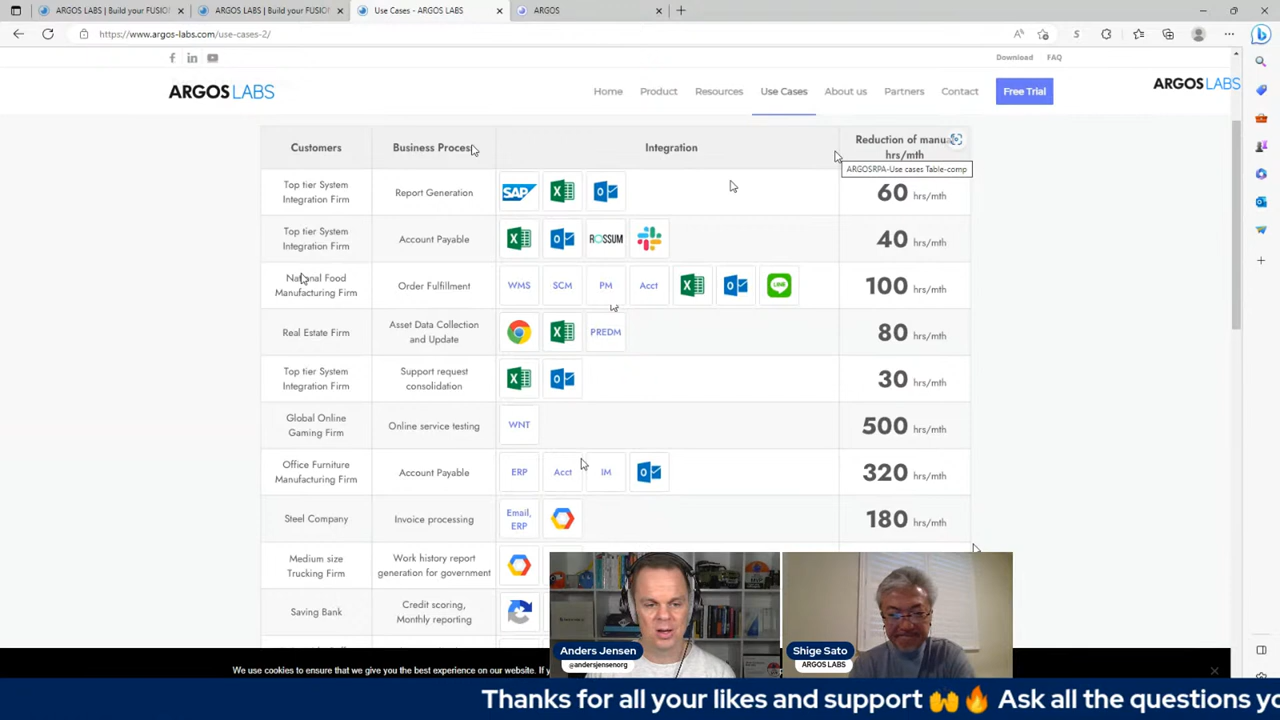 ARGOS LABS | Build your FUSION
ARGOS LABS | Build your FUSION
Use Cases - ARGOS LABS
ARGOS
https://www.argos-labs.com/use-cases-2/
Download FAQ
ARGOS LABS
Home Product Resources Use Cases About us Partners Contact Free Trial
ARGOS LABS
Customers Business Process Integration Reduction of manu
hrs/mth
ARGOSRPA-Use cases Table-comp
Top tier System
Integration Firm
Report Generation
SAP
60 hrs/mth
Top tier System
Integration Firm
Account Payable
ROSSUM
40 hrs/mth
National Food
Manufacturing Firm
Order Fulfillment
WMS SCM PM Acct LINE
100 hrs/mth
Real Estate Firm
Asset Data Collection
and Update
PREDM
80 hrs/mth
Top tier System
Integration Firm
Support request
consolidation
30 hrs/mth
Global Online
Gaming Firm
Online service testing
WNT
500 hrs/mth
Office Furniture
Manufacturing Firm
Account Payable
ERP Acct IM
320 hrs/mth
Steel Company
Invoice processing
Email,
ERP
180 hrs/mth
Medium size
Trucking Firm
Work history report
generation for government
Saving Bank
Credit scoring,
Monthly reporting
Anders Jensen
@andersjensenorg
Shige Sato
ARGOS LABS
We use cookies to ensure that we give you the best experience on our website. If
Thanks for all your likes and support 🙌🔥 Ask all the questions yo